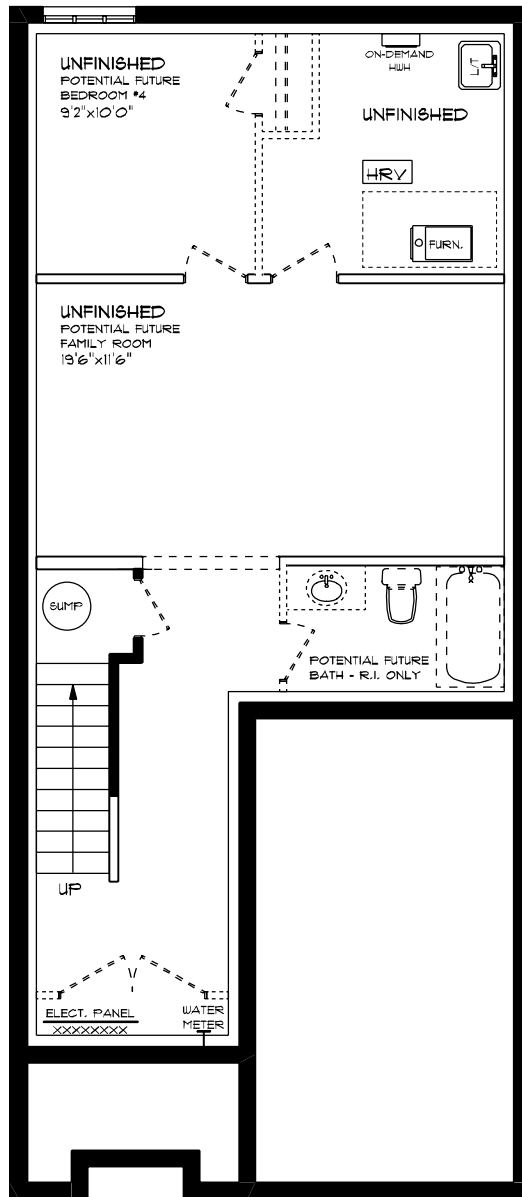 UNFINISHED
POTENTIAL FUTURE
BEDROOM #4
9'2"x10'0"
ON-DEMAND
HWH
L/T
UNFINISHED
HRV
FURN.
UNFINISHED
POTENTIAL FUTURE
FAMILY ROOM
19'6"x11'6"
SUMP
POTENTIAL FUTURE
BATH - R.I. ONLY
UP
ELECT. PANEL
XXXXXXXX
WATER
METER